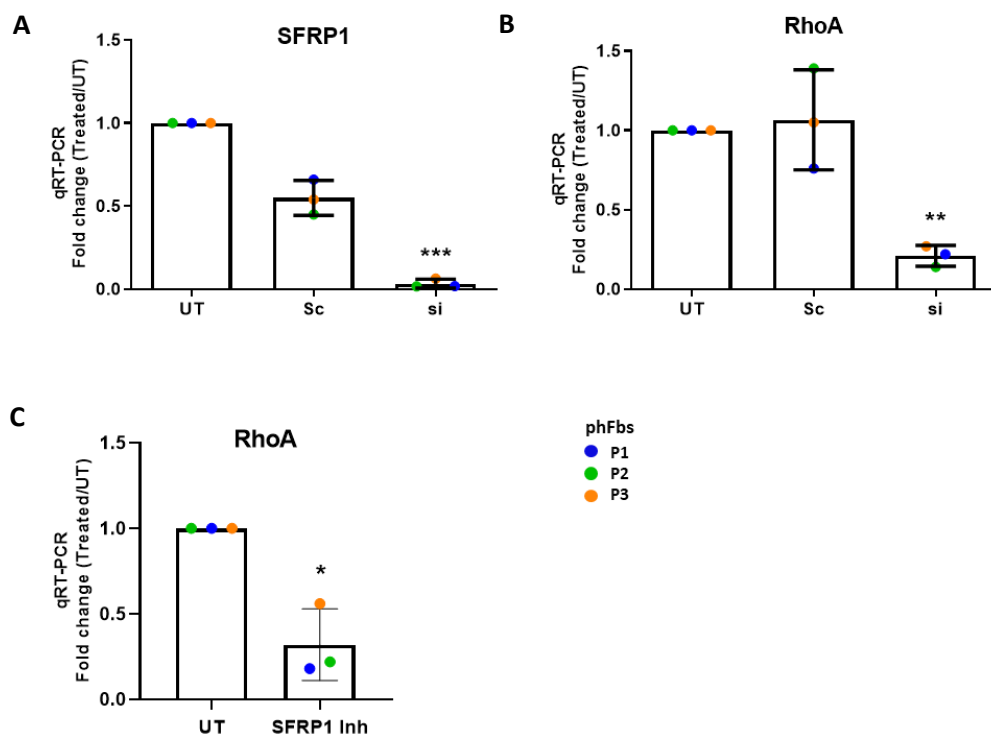 A
SFRP1
qRT-PCR
Fold change (Treated/UT)
1.5
1.0
0.5
0.0
***
UT Sc si
B
RhoA
qRT-PCR
Fold change (Treated/UT)
1.5
1.0
0.5
0.0
**
UT Sc si
C
RhoA
qRT-PCR
Fold change (Treated/UT)
1.5
1.0
0.5
0.0
*
UT SFRP1 Inh
phFbs
P1
P2
P3